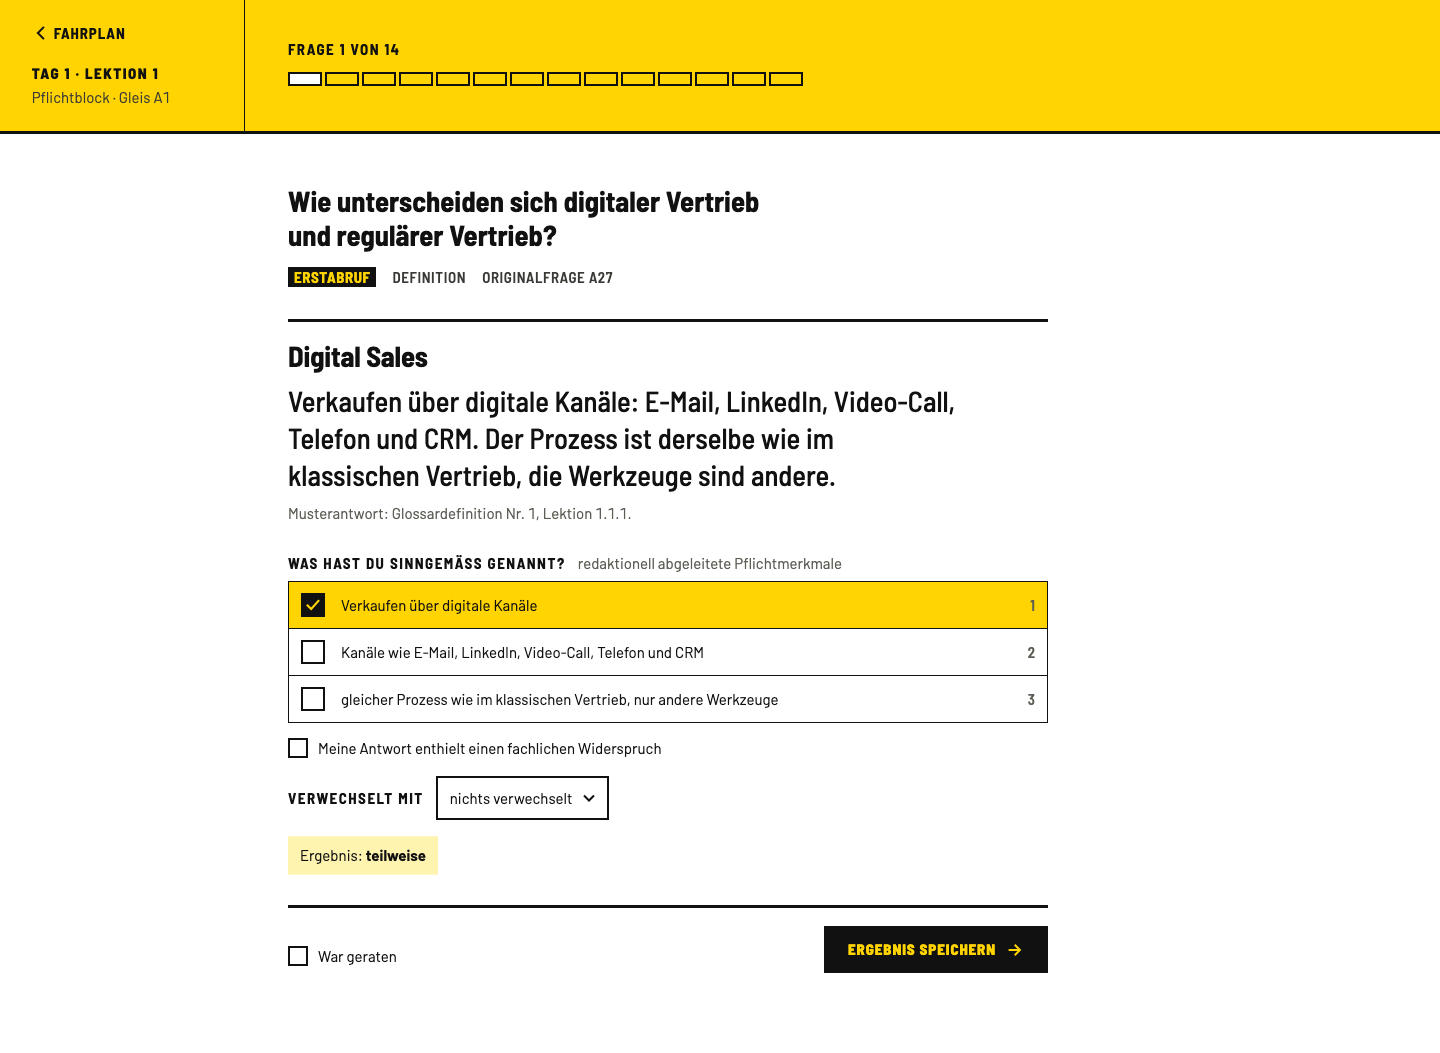 FAHRPLAN
TAG 1 · LEKTION 1
Pflichtblock · Gleis A1
FRAGE 1 VON 14
Wie unterscheiden sich digitaler Vertrieb
und regulärer Vertrieb?
ERSTABRUF DEFINITION ORIGINALFRAGE A27
Digital Sales
Verkaufen über digitale Kanäle: E-Mail, LinkedIn, Video-Call,
Telefon und CRM. Der Prozess ist derselbe wie im
klassischen Vertrieb, die Werkzeuge sind andere.
Musterantwort: Glossardefinition Nr. 1, Lektion 1.1.1.
WAS HAST DU SINNGEMÄSS GENANNT? redaktionell abgeleitete Pflichtmerkmale
Verkaufen über digitale Kanäle 1
Kanäle wie E-Mail, LinkedIn, Video-Call, Telefon und CRM 2
gleicher Prozess wie im klassischen Vertrieb, nur andere Werkzeuge 3
Meine Antwort enthielt einen fachlichen Widerspruch
VERWECHSELT MIT nichts verwechselt
Ergebnis: teilweise
War geraten
ERGEBNIS SPEICHERN →